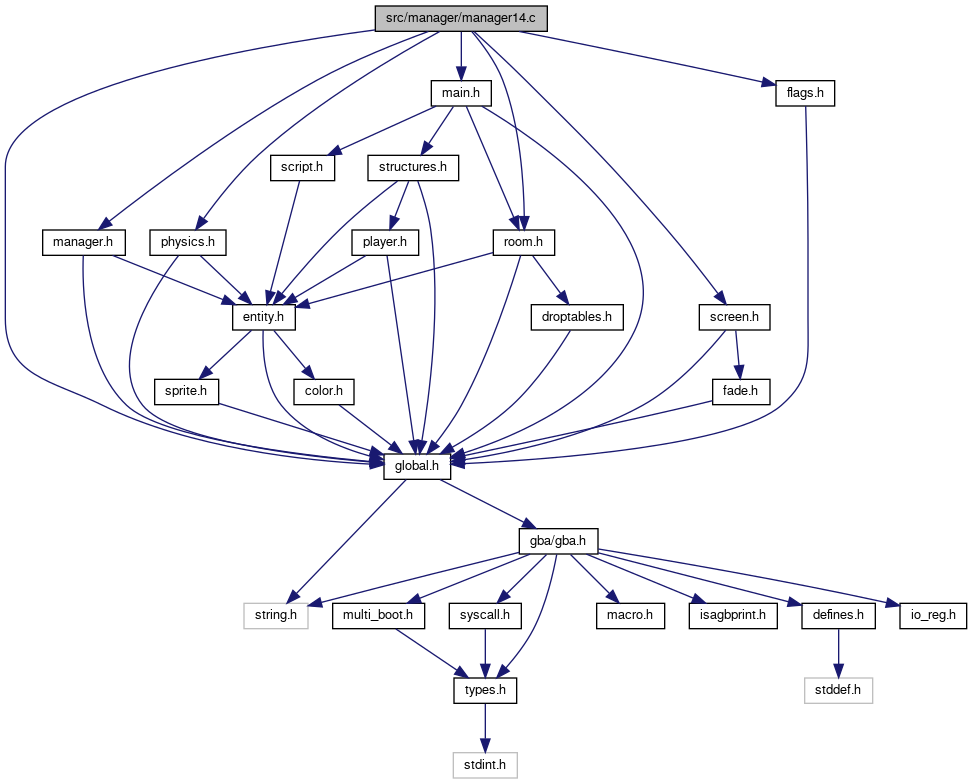 src/manager/manager14.c
main.h
flags.h
script.h
structures.h
manager.h
physics.h
player.h
room.h
entity.h
droptables.h
screen.h
sprite.h
color.h
fade.h
global.h
gba/gba.h
string.h
multi_boot.h
syscall.h
macro.h
isagbprint.h
defines.h
io_reg.h
types.h
stddef.h
stdint.h